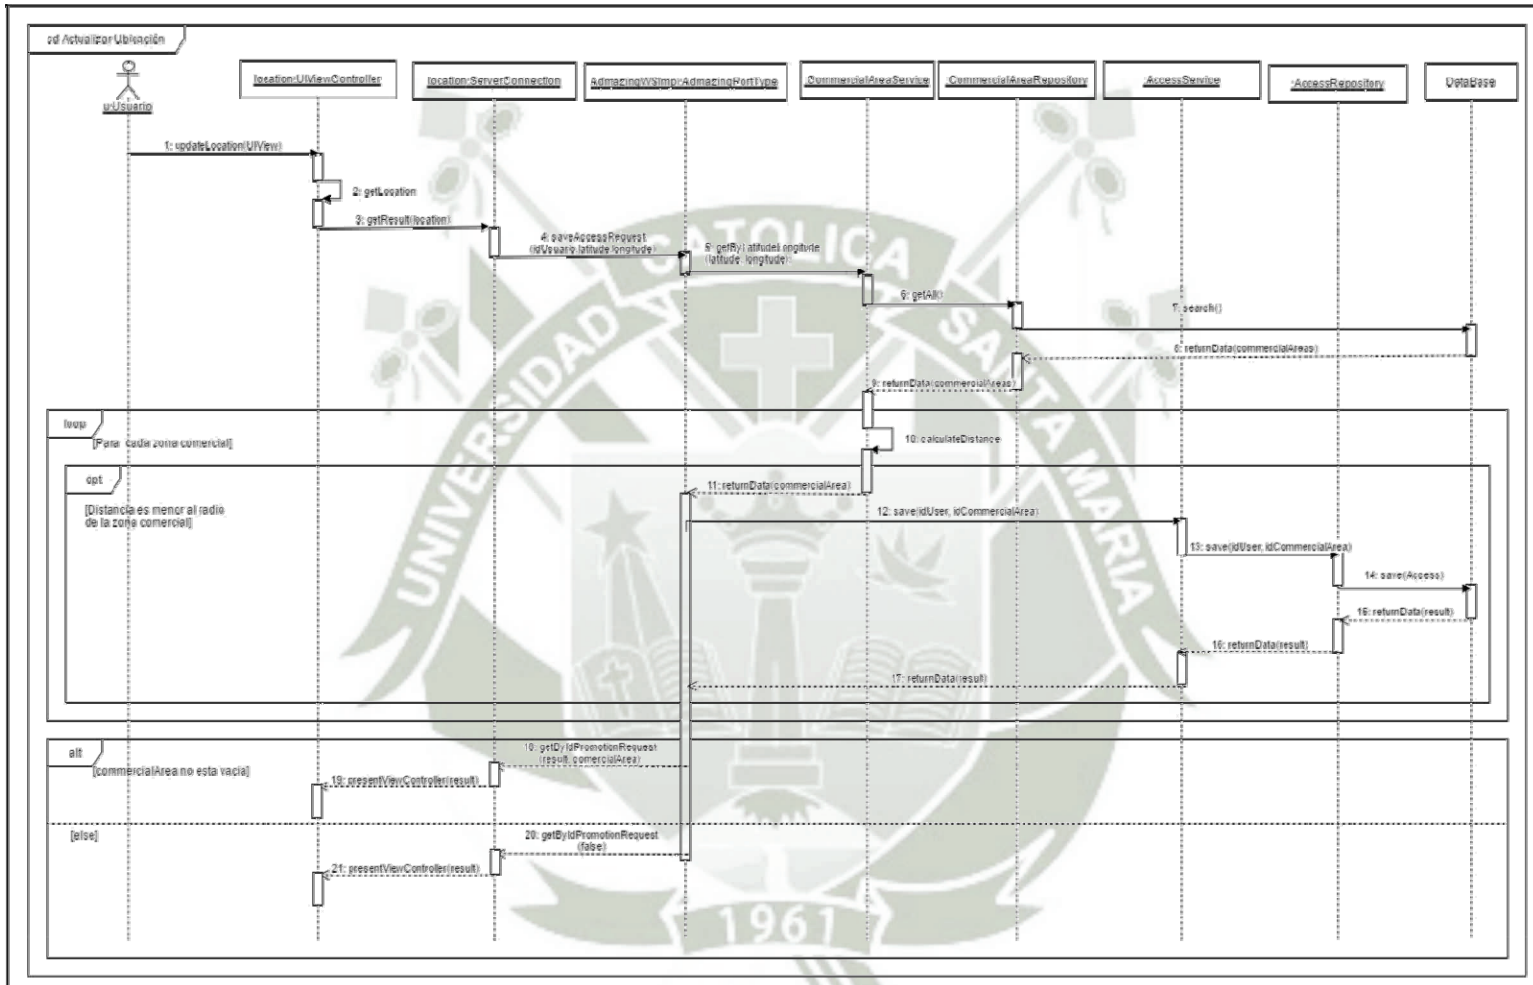 sd Actualizar Ubicación
u:Usuario
location:UIViewController
location:ServerConnection
AdmazingWSImpl:AdmazingPortType
:CommercialAreaService
:CommercialAreaRepository
:AccessService
:AccessRepository
DataBase
1: updateLocation(UIView)
2: getLocation
3: getResult(location)
4: saveAccessRequest
(idUsuario,latitude,longitude)
5: getByLatitudeLongitude
(latitude, longitude)
6: getAll()
7: search()
8: returnData(commercialAreas)
9: returnData(commercialAreas)
loop
[Para cada zona comercial]
10: calculateDistance
opt
[Distancia es menor al radio
de la zona comercial]
11: returnData(commercialArea)
12: save(idUser, idCommercialArea)
13: save(idUser, idCommercialArea)
14: save(Access)
15: returnData(result)
16: returnData(result)
17: returnData(result)
alt
[commercialArea no esta vacia]
18: getByIdPromotionRequest
(result, comercialArea)
19: presentViewController(result)
[else]
20: getByIdPromotionRequest
(false)
21: presentViewController(result)
UNIVERSIDAD CATOLICA SANTA MARIA
1961